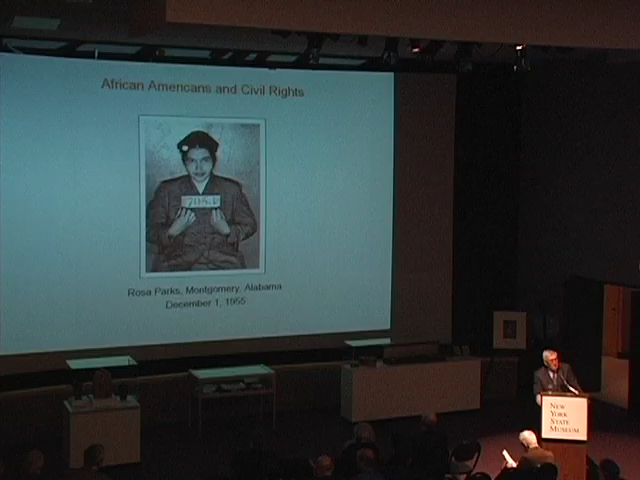 African Americans and Civil Rights
7053
Rosa Parks, Montgomery, Alabama
December 1, 1955
NEW
YORK
STATE
MUSEUM